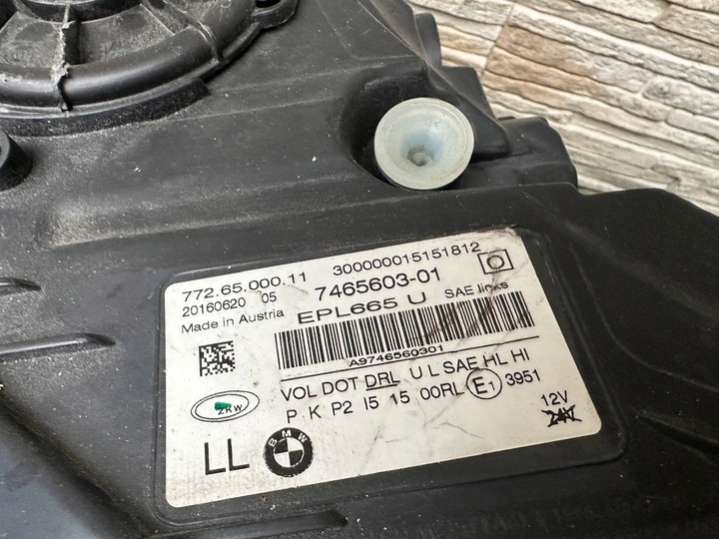 772.65.000.11 300000015151812
20160620 05 7465603-01
Made in Austria EPL665 U SAE links
A9746560301
VOL DOT DRL U L SAE HL HI
P K P2 I5 15 00RL E1 3951
2KW
12V
24V
LL BMW